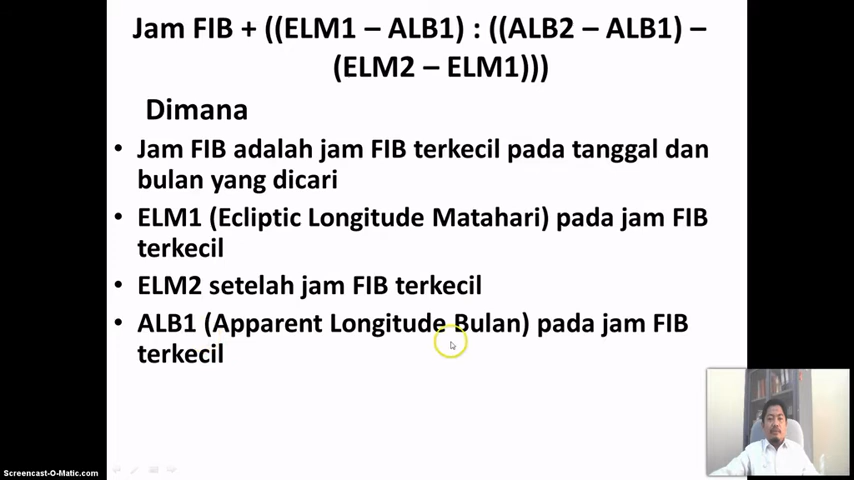 Jam FIB + ((ELM1 – ALB1) : ((ALB2 – ALB1) –
(ELM2 – ELM1)))
Dimana
• Jam FIB adalah jam FIB terkecil pada tanggal dan
bulan yang dicari
• ELM1 (Ecliptic Longitude Matahari) pada jam FIB
terkecil
• ELM2 setelah jam FIB terkecil
• ALB1 (Apparent Longitude Bulan) pada jam FIB
terkecil
Screencast-O-Matic.com